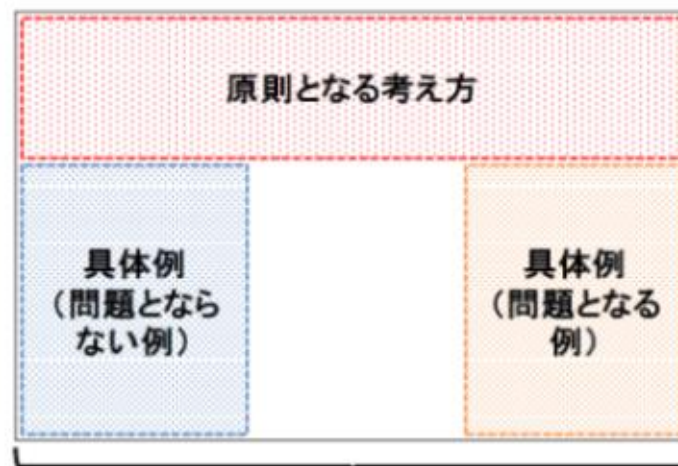 原則となる考え方
具体例
（問題となら
ない例）
具体例
（問題となる
例）